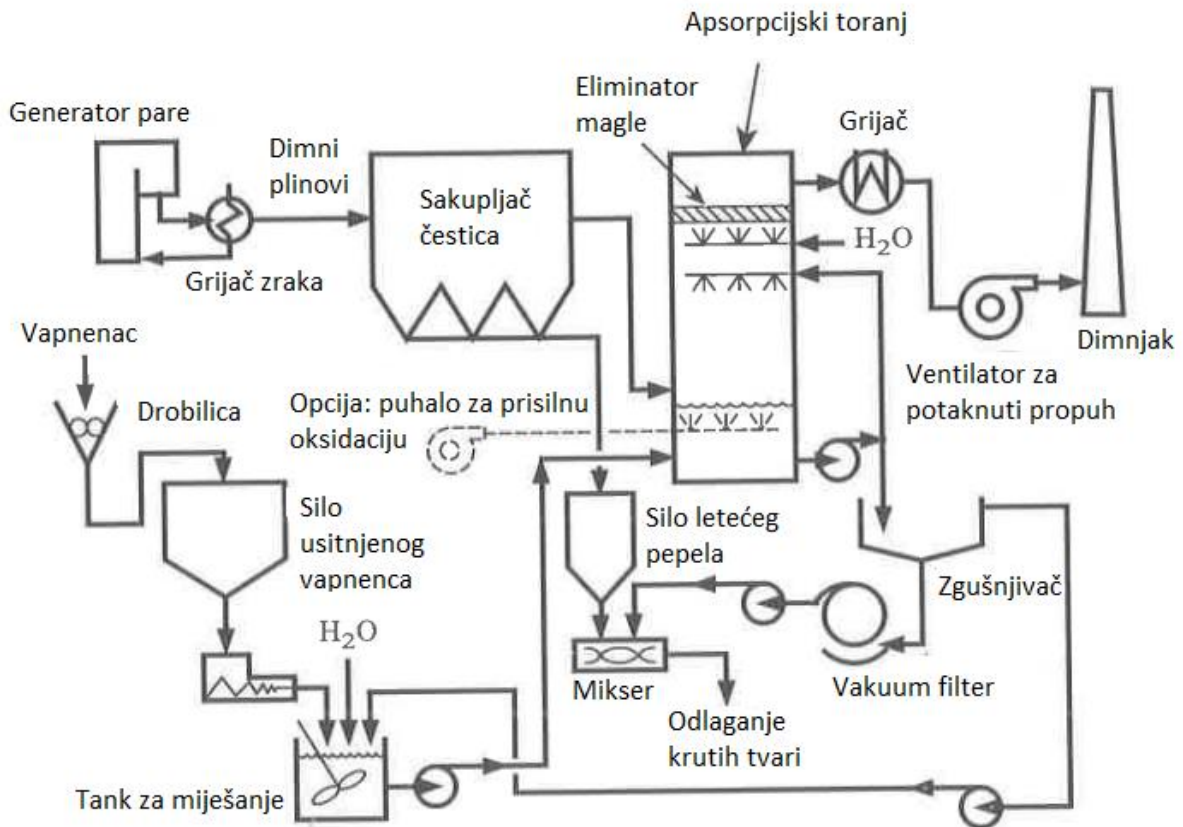 Apsorpcijski toranj
Eliminator
magle
Generator pare
Grijač
Dimni
plinovi
Sakupljač
čestica
H₂O
Grijač zraka
Vapnenac
Dimnjak
Drobilica
Opcija: puhalo za prisilnu
oksidaciju
Ventilator za
potaknuti propuh
Silo
usitnjenog
vapnenca
Silo letećeg
pepela
Zgušnjivač
H₂O
Mikser
Vakuum filter
Odlaganje
krutih tvari
Tank za miješanje